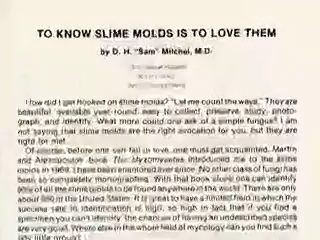 TO KNOW SLIME MOLDS IS TO LOVE THEM
by D. H. "Sam" Mitchel, M.D.
How did I get hooked on slime molds? "Let me count the ways." They are
beautiful, available year-round, easy to collect, preserve, study, photo-
graph, and identify. What more could one ask of a simple fungus? I am
not saying that slime molds are the right avocation for you, but they are
right for me!
Of course, before one can fall in love, one must get acquainted. Martin
and Alexopoulos' book The Myxomycetes introduced me to the slime
molds in 1969. I have been enamored ever since. No other class of fungi has
been so completely monographed. With that book alone one can identify
of all the slime molds to be found anywhere in the world. There are only
about in the United States. It is great to have a limited field in which the
success rate in identification is high, so high in fact that if you find a
specimen you can't identify, the chances of having an undescribed species
are very good. Where else in the whole field of mycology can you find such a